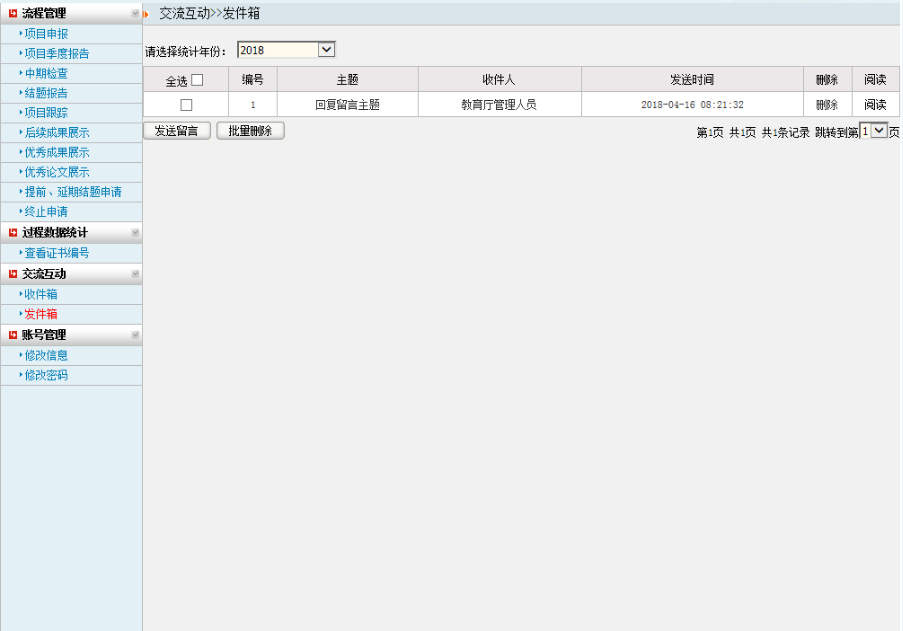 流程管理
项目申报
项目季度报告
中期检查
结题报告
项目跟踪
后续成果展示
优秀成果展示
优秀论文展示
提前、延期结题申请
终止申请
过程数据统计
查看证书编号
交流互动
收件箱
发件箱
账号管理
修改信息
修改密码
交流互动>>发件箱
请选择统计年份： 2018
全选 编号 主题 收件人 发送时间 删除 阅读
1 回复留言主题 教育厅管理人员 2018-04-16 08:21:32 删除 阅读
发送留言 批量删除 第1页 共1页 共1条记录 跳转到第 1 页